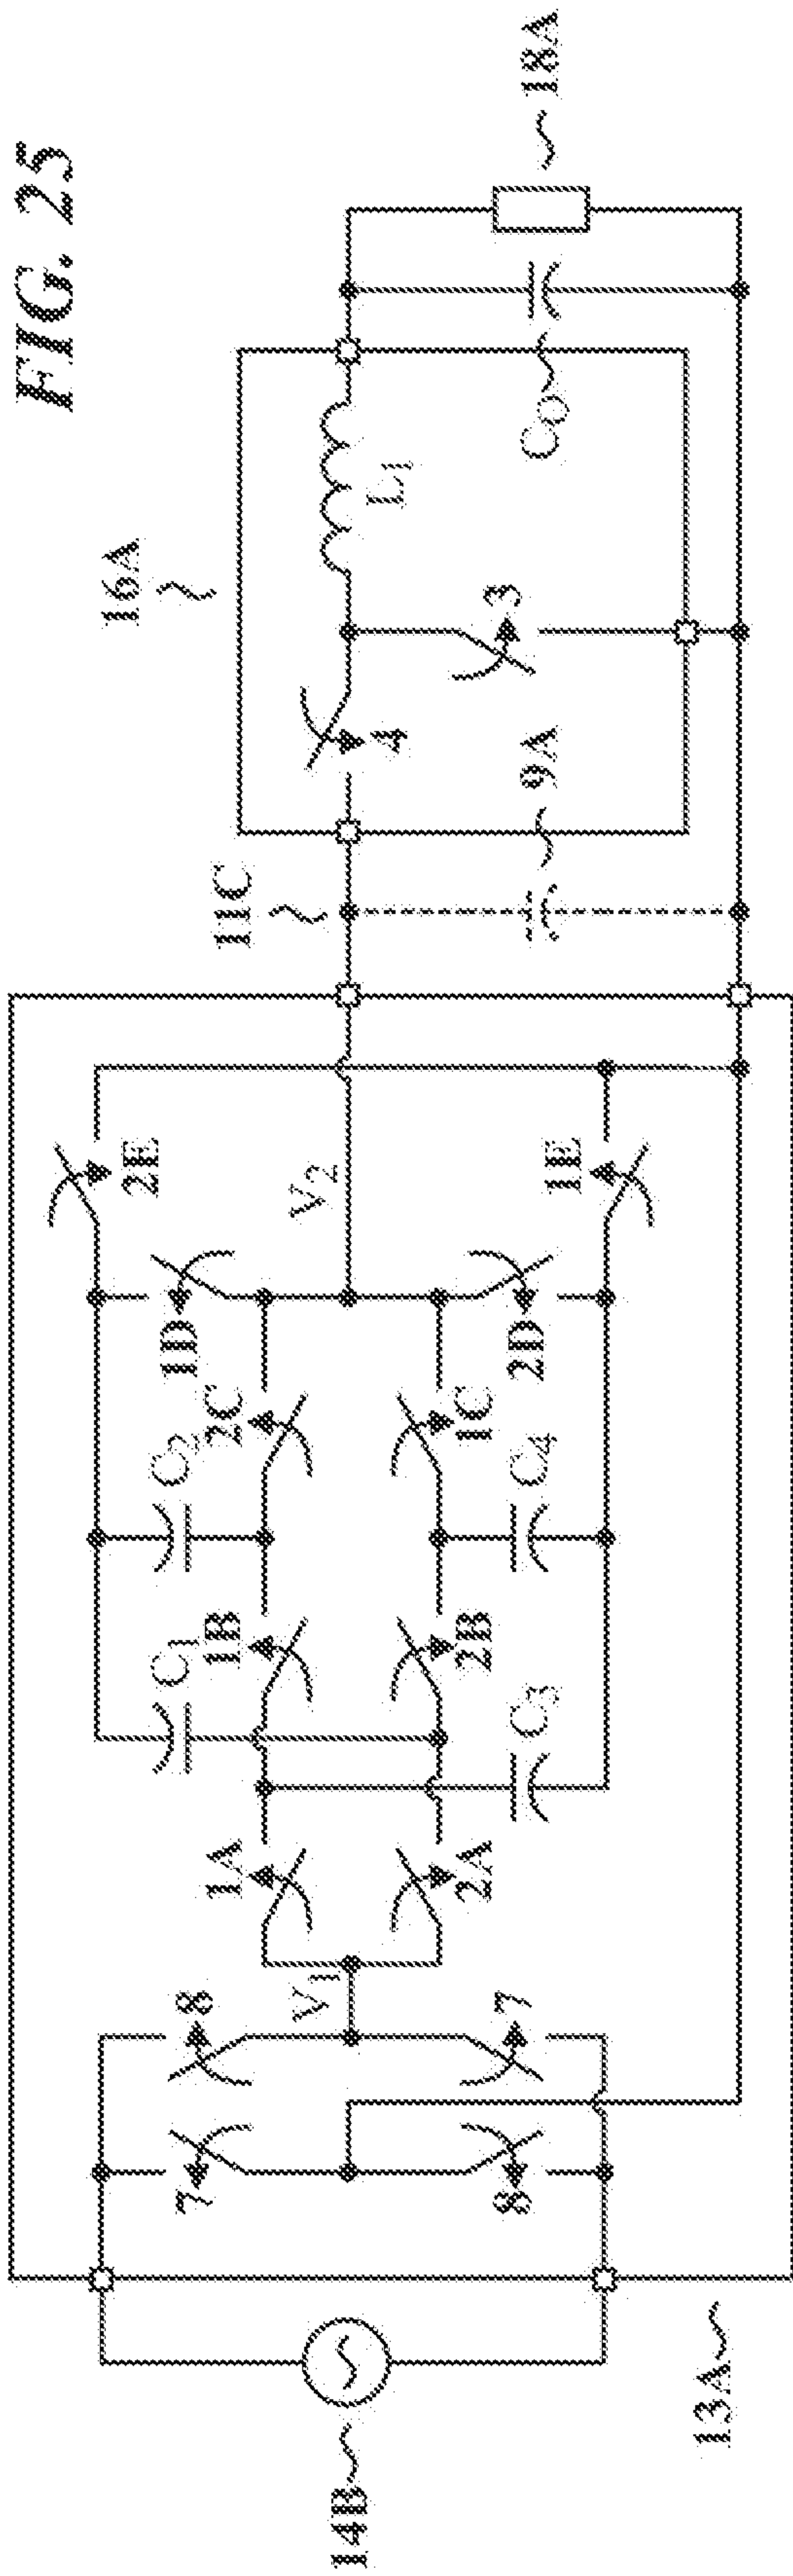 FIG. 25
16A
11C
18A
L₁
C_O
4
3
9A
2E
1D
V₂
1E
2D
C₂
2C
1C
C₄
C₁
1B
2B
C₃
1A
2A
V₁
8
7
7
8
14B
13A